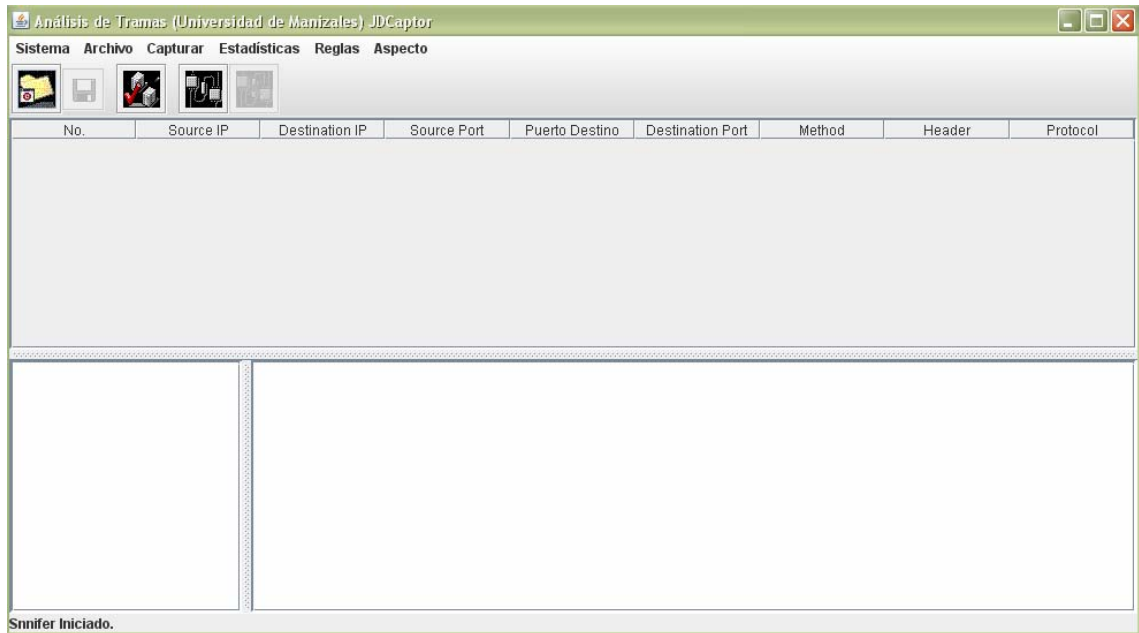 Análisis de Tramas (Universidad de Manizales) JDCaptor
Sistema Archivo Capturar Estadísticas Reglas Aspecto
No. Source IP Destination IP Source Port Puerto Destino Destination Port Method Header Protocol
Snnifer Iniciado.